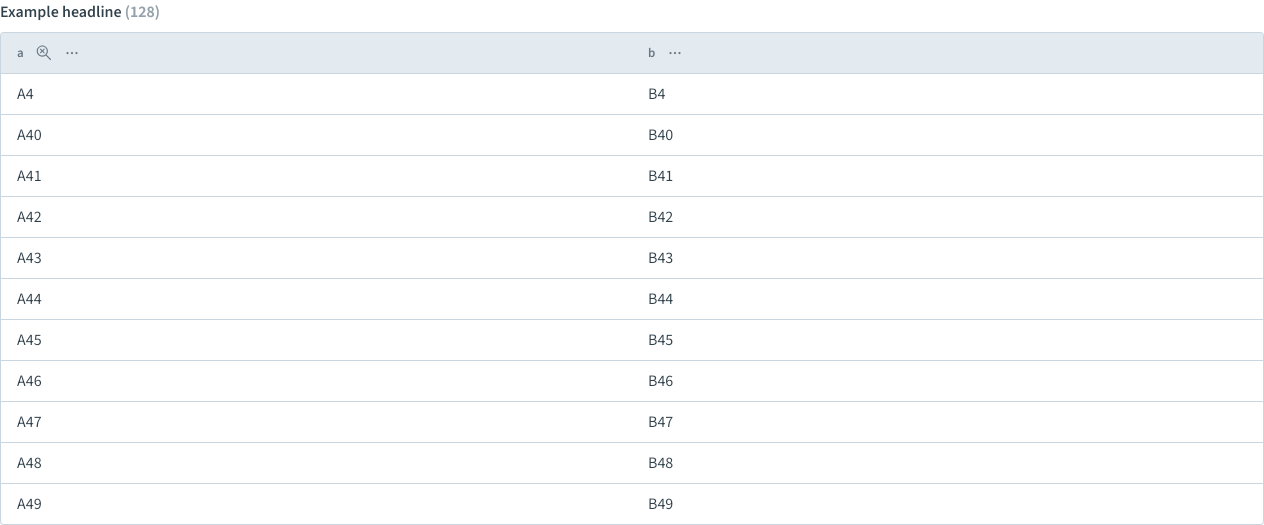 Example headline (128)
a ... b ...
A4 B4
A40 B40
A41 B41
A42 B42
A43 B43
A44 B44
A45 B45
A46 B46
A47 B47
A48 B48
A49 B49